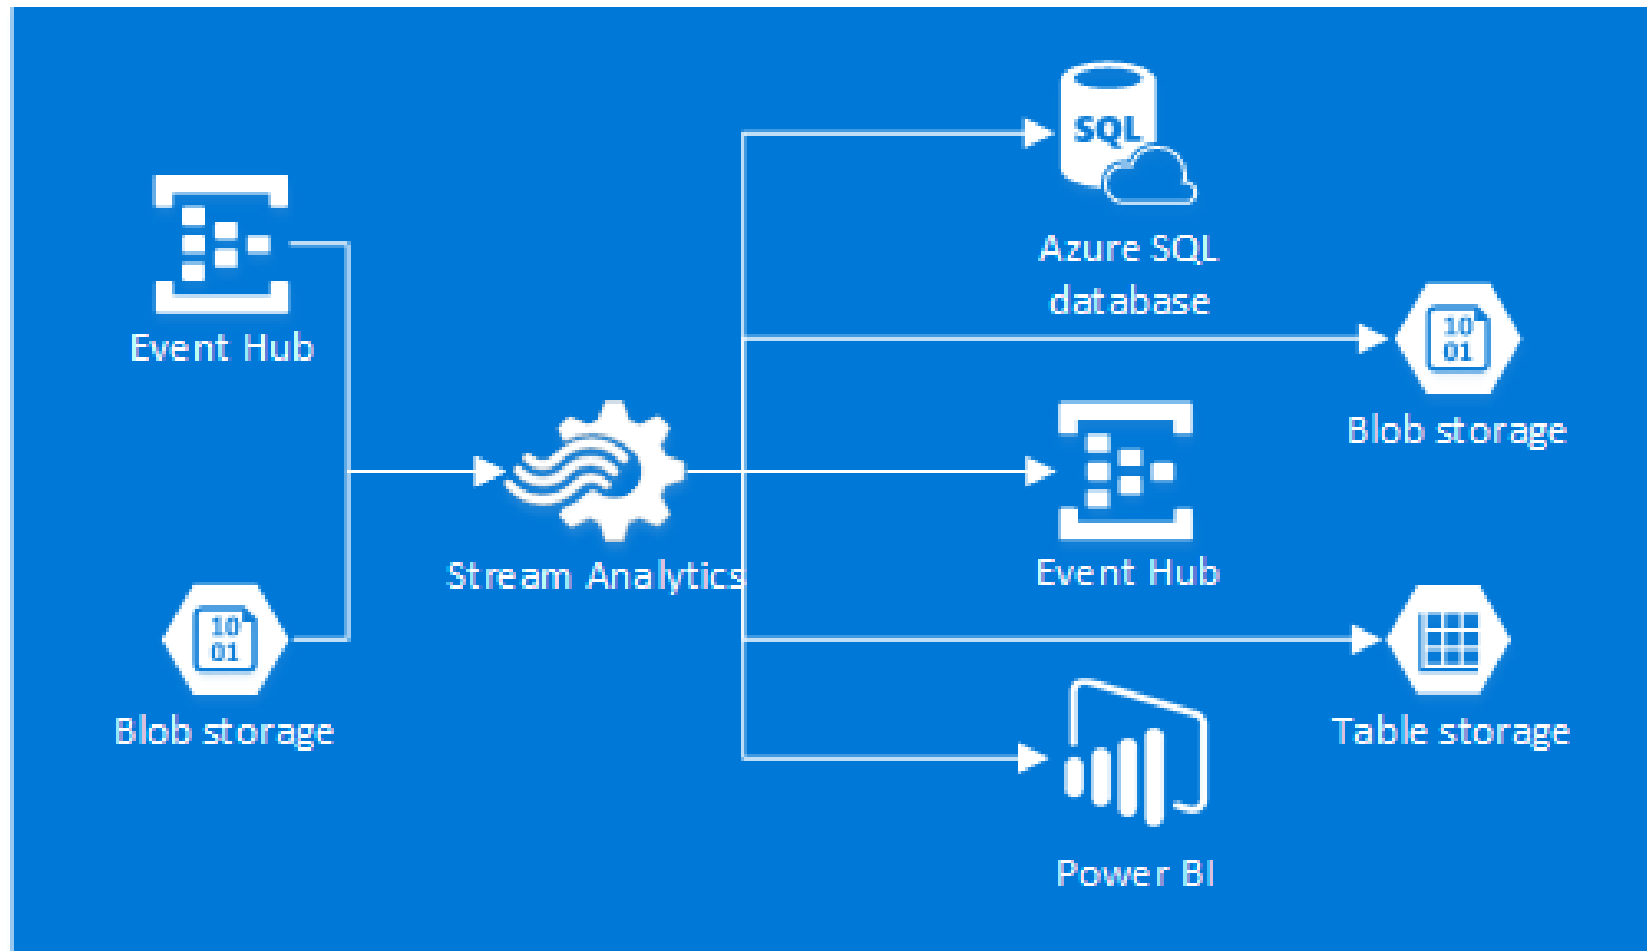 SQL
Azure SQL
database
Event Hub
10
01
Blob storage
Stream Analytics
Event Hub
10
01
Blob storage
Table storage
Power BI